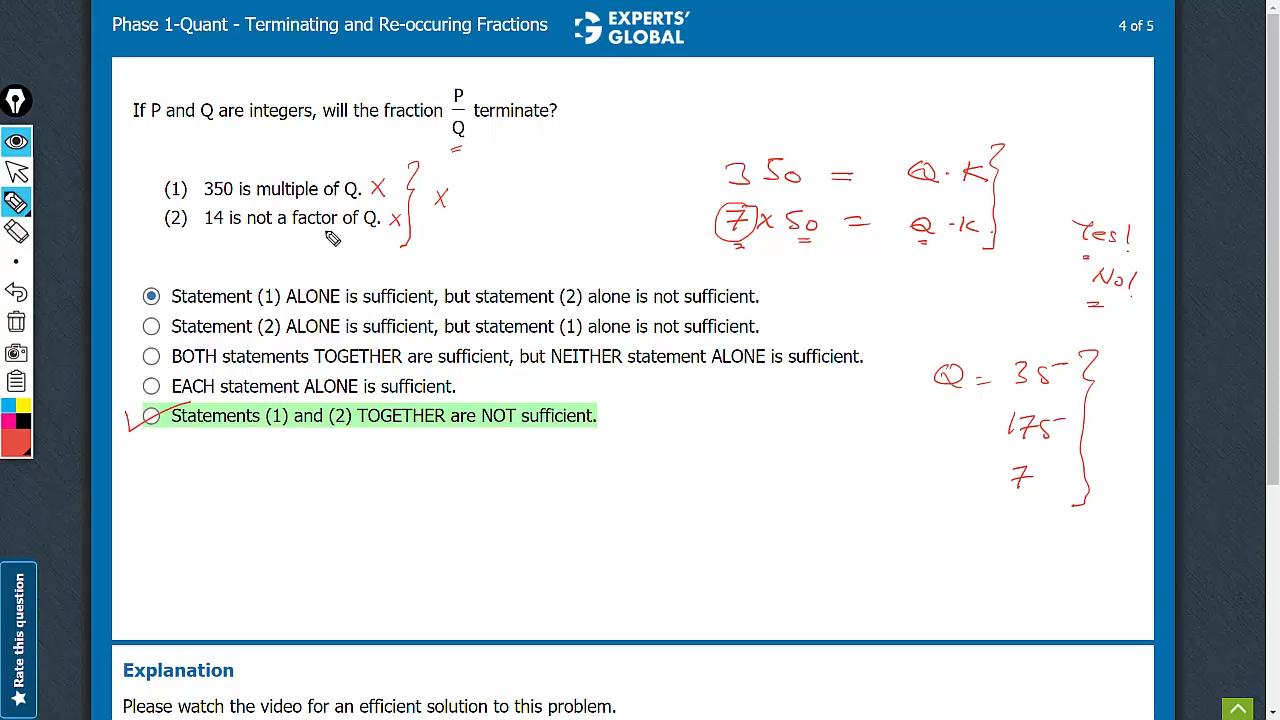 Phase 1-Quant - Terminating and Re-occuring Fractions
EXPERTS'
GLOBAL
4 of 5
If P and Q are integers, will the fraction P/Q terminate?
(1) 350 is multiple of Q. X
(2) 14 is not a factor of Q. X
X
350 = Q·K
7 x 50 = Q·K
Yes!
No!
Statement (1) ALONE is sufficient, but statement (2) alone is not sufficient.
Statement (2) ALONE is sufficient, but statement (1) alone is not sufficient.
BOTH statements TOGETHER are sufficient, but NEITHER statement ALONE is sufficient.
EACH statement ALONE is sufficient.
Statements (1) and (2) TOGETHER are NOT sufficient.
Q = 35
175
7
Rate this question
Explanation
Please watch the video for an efficient solution to this problem.